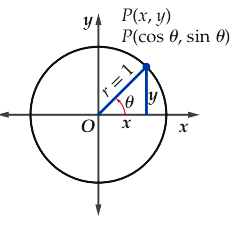 y
P(x, y)
P(cos θ, sin θ)
r = 1
θ
y
O
x
x